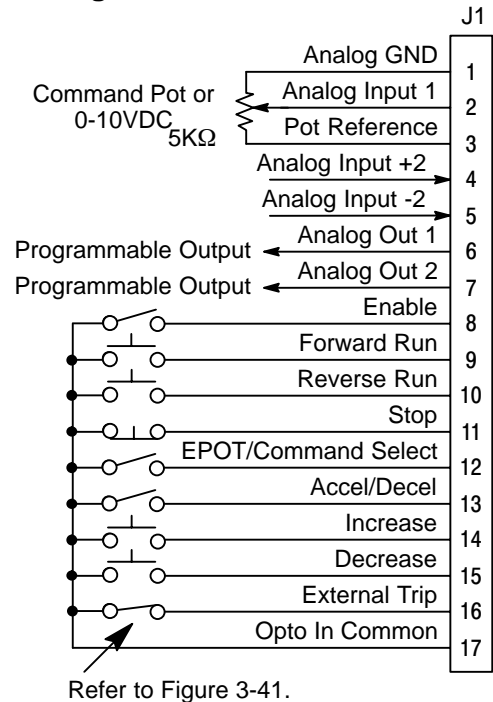 J1
Analog GND 1
Command Pot or
0-10VDC
5KΩ
Analog Input 1 2
Pot Reference 3
Analog Input +2 4
Analog Input -2 5
Programmable Output Analog Out 1 6
Programmable Output Analog Out 2 7
Enable 8
Forward Run 9
Reverse Run 10
Stop 11
EPOT/Command Select 12
Accel/Decel 13
Increase 14
Decrease 15
External Trip 16
Opto In Common 17
Refer to Figure 3-41.